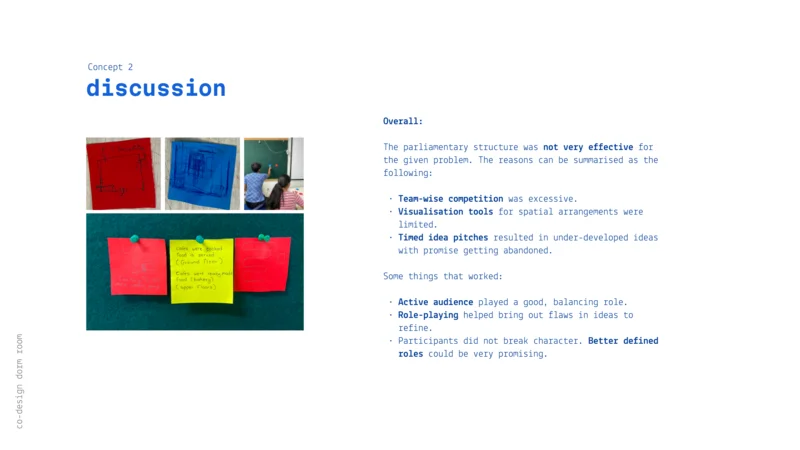 Concept 2
discussion
Overall:
The parliamentary structure was not very effective for
the given problem. The reasons can be summarised as the
following:
· Team-wise competition was excessive.
· Visualisation tools for spatial arrangements were
limited.
· Timed idea pitches resulted in under-developed ideas
with promise getting abandoned.
Some things that worked:
· Active audience played a good, balancing role.
· Role-playing helped bring out flaws in ideas to
refine.
· Participants did not break character. Better defined
roles could be very promising.
food
(Ground Floor)
food
co-design dorm room